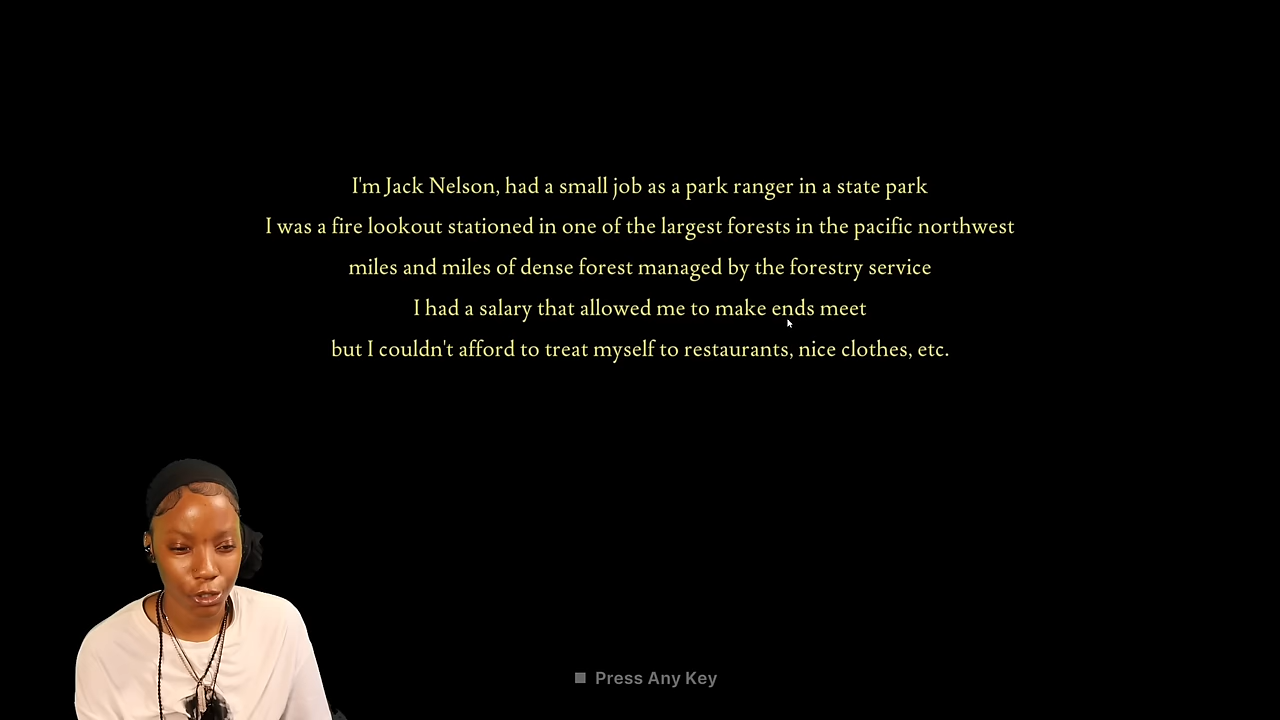 I'm Jack Nelson, had a small job as a park ranger in a state park
I was a fire lookout stationed in one of the largest forests in the pacific northwest
miles and miles of dense forest managed by the forestry service
I had a salary that allowed me to make ends meet
but I couldn't afford to treat myself to restaurants, nice clothes, etc.
Press Any Key